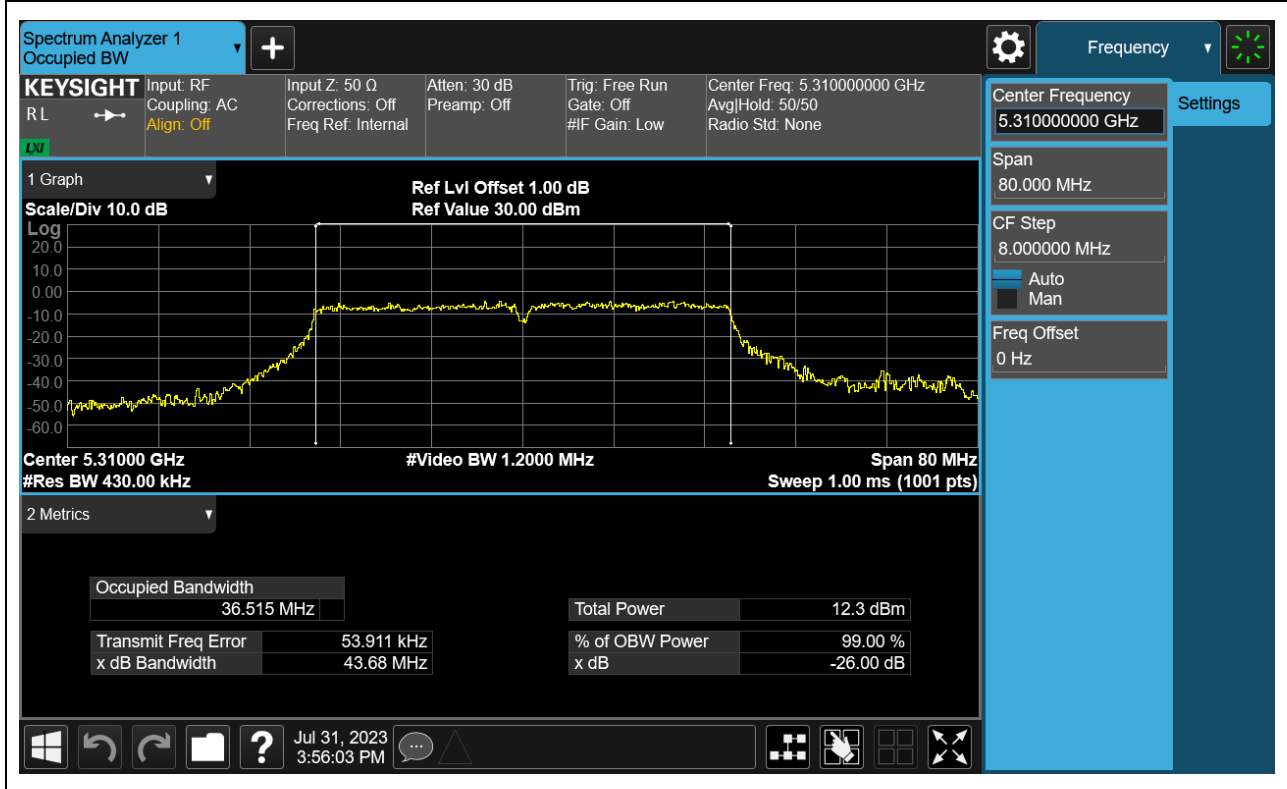 Spectrum Analyzer 1
Occupied BW
Frequency
KEYSIGHT
R L
LXI
Input: RF
Coupling: AC
Align: Off
Input Z: 50 Ω
Corrections: Off
Freq Ref: Internal
Atten: 30 dB
Preamp: Off
Trig: Free Run
Gate: Off
#IF Gain: Low
Center Freq: 5.310000000 GHz
Avg|Hold: 50/50
Radio Std: None
Center Frequency
5.310000000 GHz
Settings
Span
80.000 MHz
CF Step
8.000000 MHz
Auto
Man
Freq Offset
0 Hz
1 Graph
Scale/Div 10.0 dB
Ref Lvl Offset 1.00 dB
Ref Value 30.00 dBm
Log
20.0
10.0
0.00
-10.0
-20.0
-30.0
-40.0
-50.0
-60.0
Center 5.31000 GHz
#Res BW 430.00 kHz
#Video BW 1.2000 MHz
Span 80 MHz
Sweep 1.00 ms (1001 pts)
2 Metrics
Occupied Bandwidth
36.515 MHz
Transmit Freq Error 53.911 kHz
x dB Bandwidth 43.68 MHz
Total Power 12.3 dBm
% of OBW Power 99.00 %
x dB -26.00 dB
?
Jul 31, 2023
3:56:03 PM